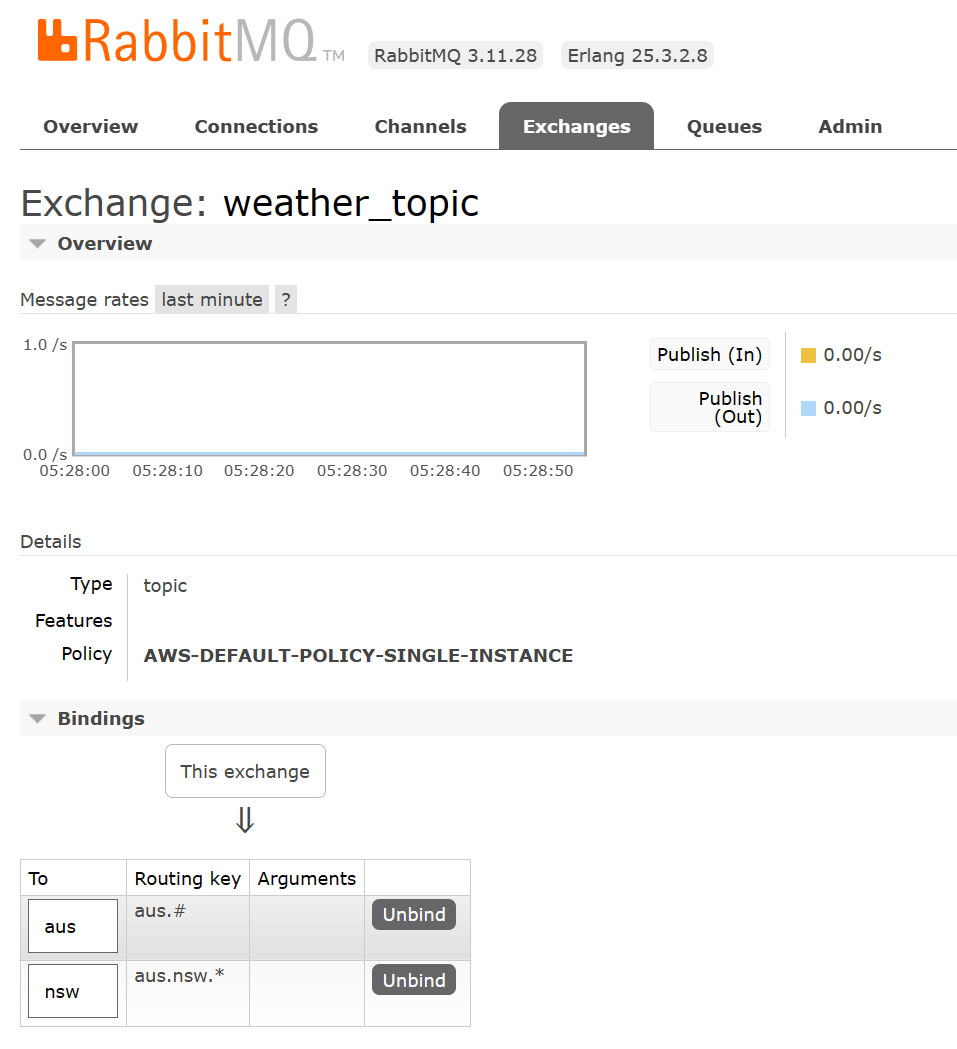 RabbitMQ TM RabbitMQ 3.11.28 Erlang 25.3.2.8
Overview Connections Channels Exchanges Queues Admin
Exchange: weather_topic
Overview
Message rates last minute ?
1.0 /s
0.0 /s
05:28:00 05:28:10 05:28:20 05:28:30 05:28:40 05:28:50
Publish (In) 0.00/s
Publish
(Out) 0.00/s
Details
Type topic
Features
Policy AWS-DEFAULT-POLICY-SINGLE-INSTANCE
Bindings
This exchange
⇓
To Routing key Arguments
aus aus.# Unbind
nsw aus.nsw.* Unbind